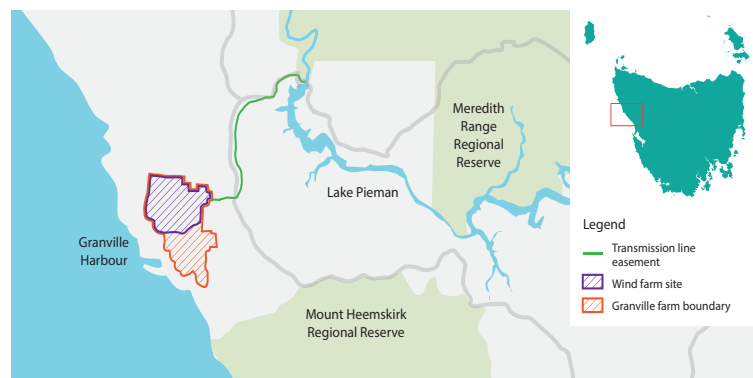 Meredith
Range
Regional
Reserve
Lake Pieman
Granville
Harbour
Mount Heemskirk
Regional Reserve
Legend
Transmission line
easement
Wind farm site
Granville farm boundary